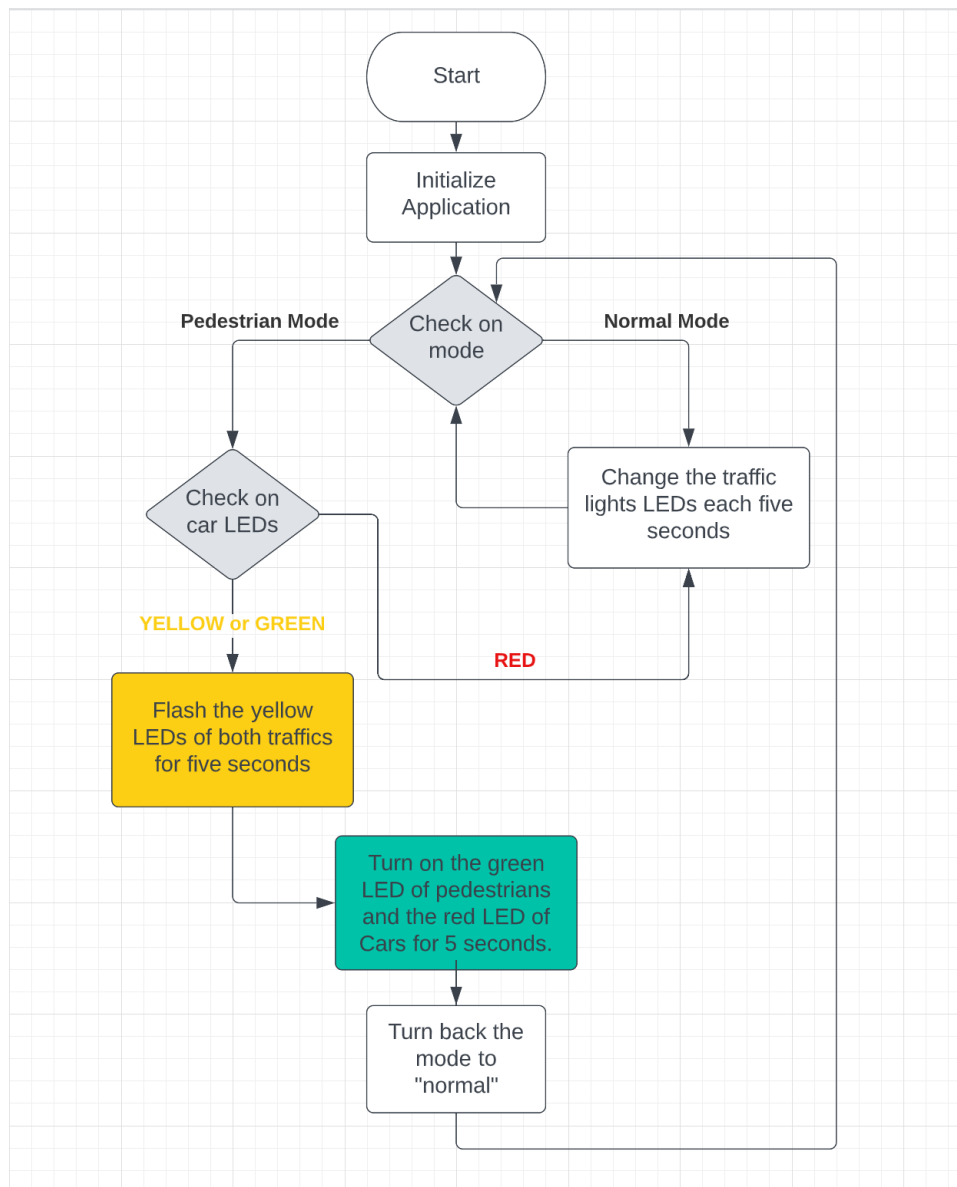 Start
Initialize
Application
Pedestrian Mode
Check on
mode
Normal Mode
Check on
car LEDs
Change the traffic
lights LEDs each five
seconds
YELLOW or GREEN
RED
Flash the yellow
LEDs of both traffics
for five seconds
Turn on the green
LED of pedestrians
and the red LED of
Cars for 5 seconds.
Turn back the
mode to
"normal"